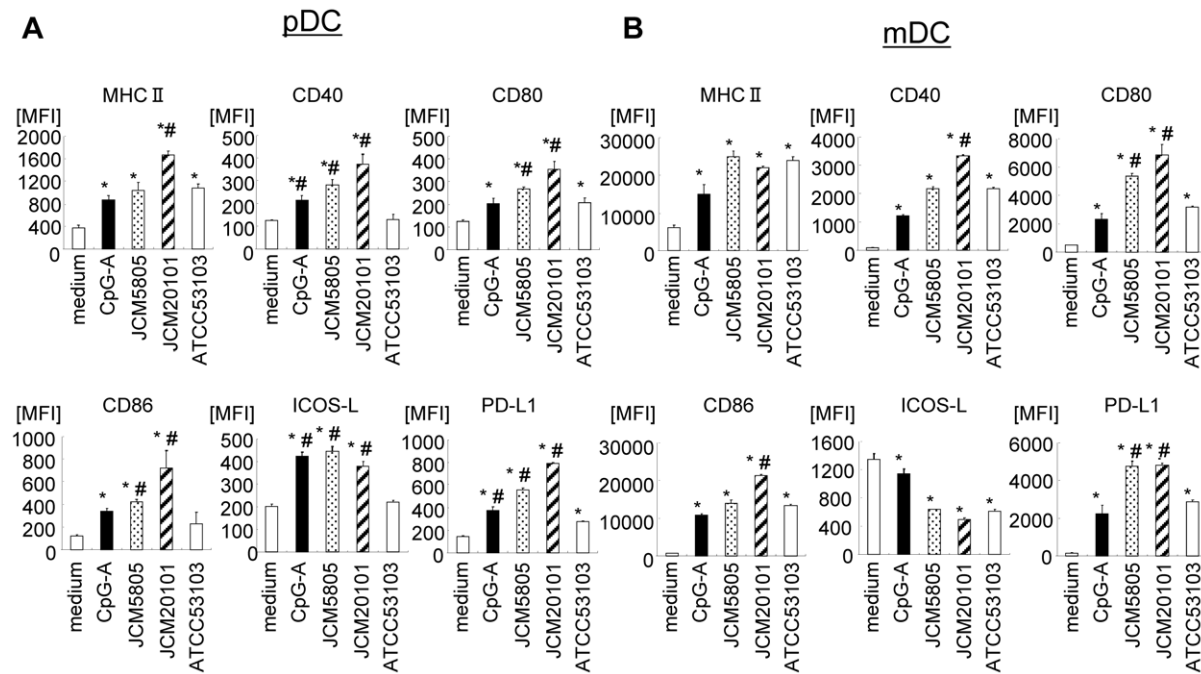 A pDC B mDC
MHC Ⅱ CD40 CD80 MHC Ⅱ CD40 CD80
[MFI] [MFI] [MFI] [MFI] [MFI] [MFI]
2000 1600 1200 800 400 0
* * *# *
medium CpG-A JCM5805 JCM20101 ATCC53103
500 400 300 200 100 0
*# *# *#
medium CpG-A JCM5805 JCM20101 ATCC53103
500 400 300 200 100 0
* *# *# *
medium CpG-A JCM5805 JCM20101 ATCC53103
30000 20000 10000 0
* * * *
medium CpG-A JCM5805 JCM20101 ATCC53103
4000 3000 2000 1000 0
* * *# *
medium CpG-A JCM5805 JCM20101 ATCC53103
8000 6000 4000 2000 0
* *# *# *
medium CpG-A JCM5805 JCM20101 ATCC53103
CD86 ICOS-L PD-L1 CD86 ICOS-L PD-L1
[MFI] [MFI] [MFI] [MFI] [MFI] [MFI]
1000 800 600 400 200 0
* *# *#
medium CpG-A JCM5805 JCM20101 ATCC53103
500 400 300 200 100 0
*# *# *#
medium CpG-A JCM5805 JCM20101 ATCC53103
1000 800 600 400 200 0
*# *# *# *
medium CpG-A JCM5805 JCM20101 ATCC53103
30000 20000 10000 0
* * *# *
medium CpG-A JCM5805 JCM20101 ATCC53103
1600 1200 800 400 0
* * * *
medium CpG-A JCM5805 JCM20101 ATCC53103
6000 4000 2000 0
* *# *# *
medium CpG-A JCM5805 JCM20101 ATCC53103